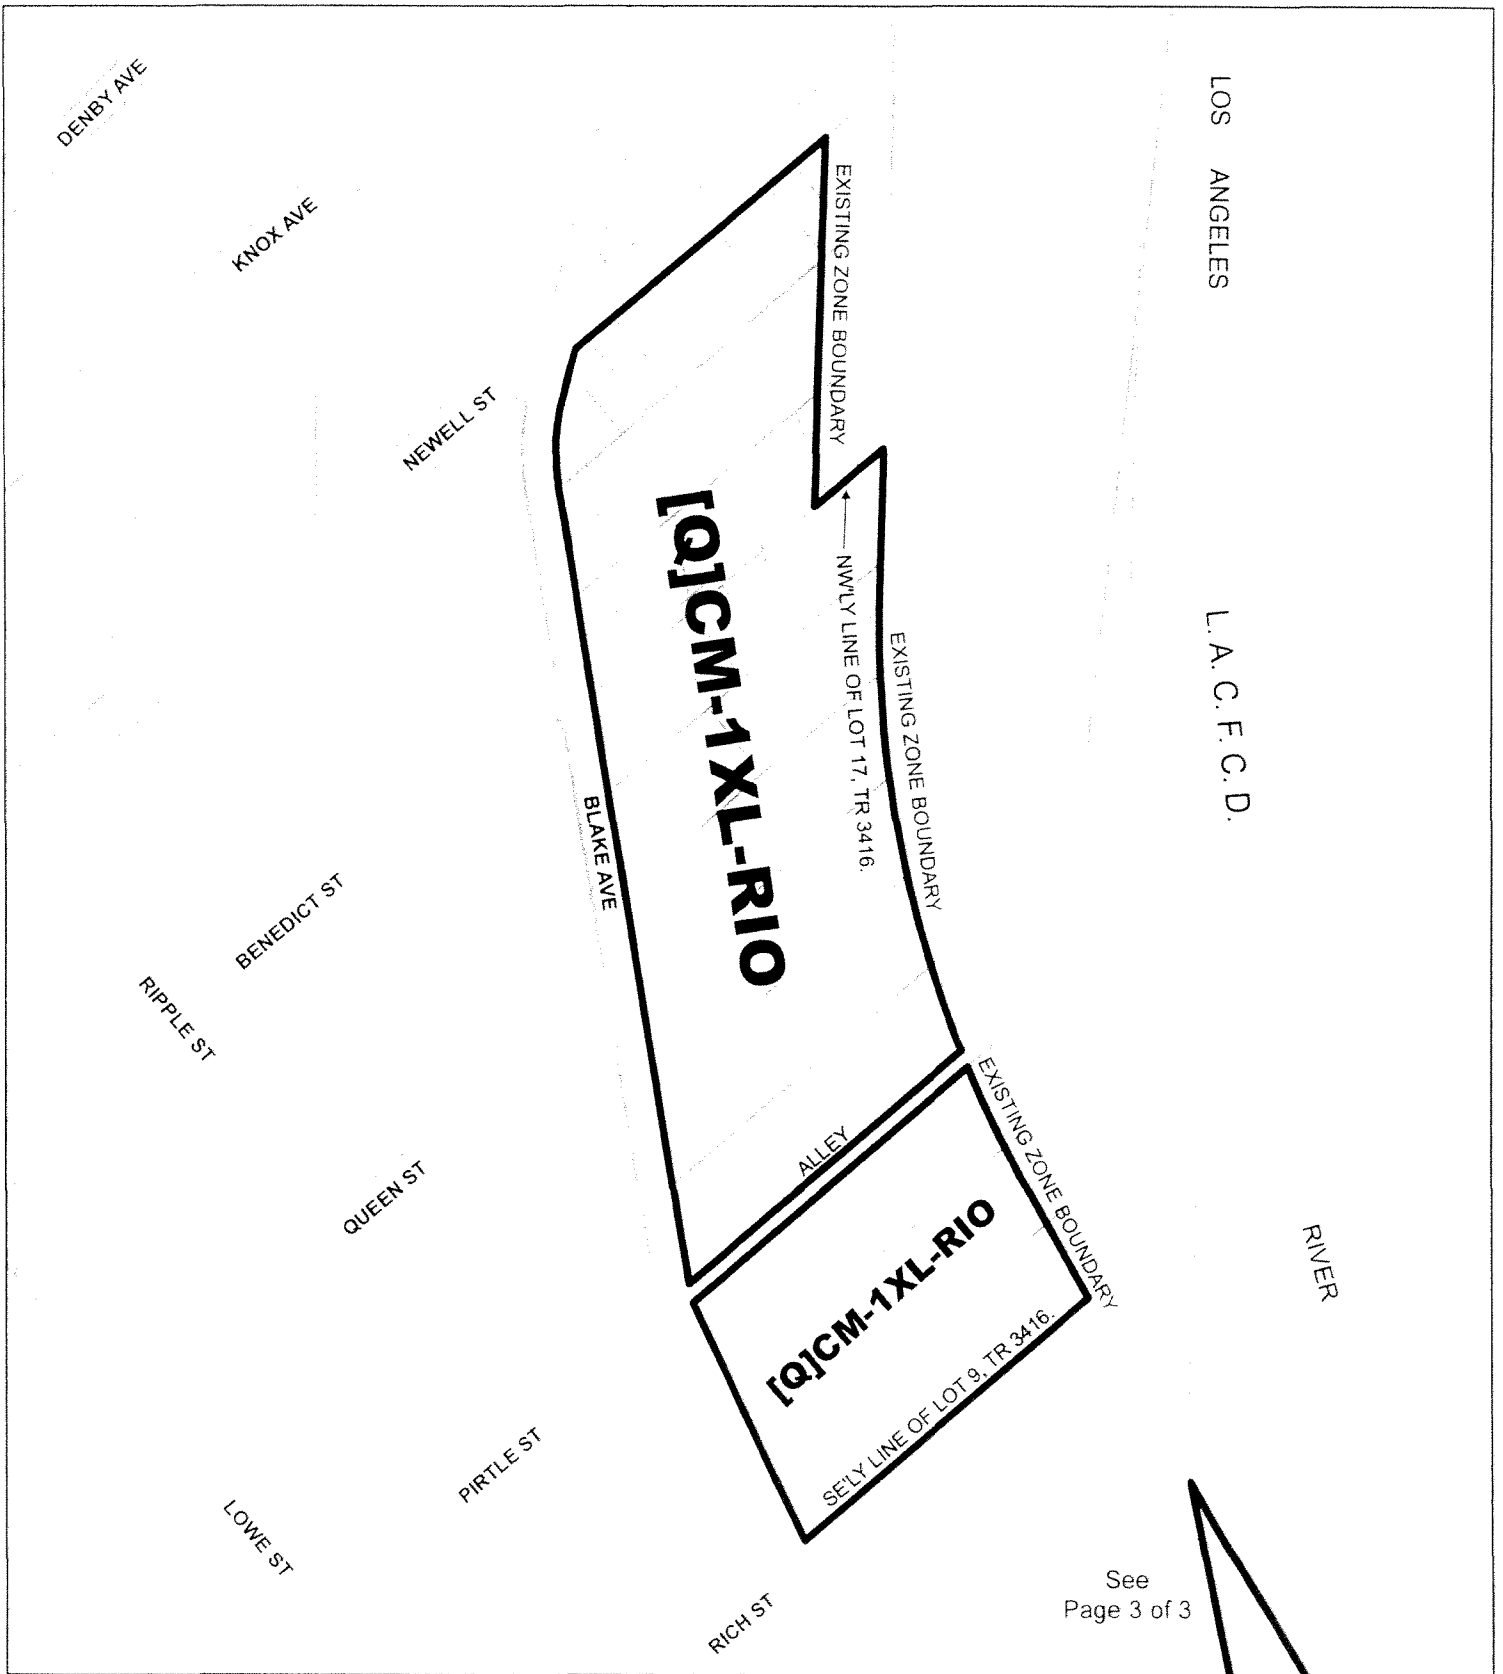 DENBY AVE
LOS ANGELES
KNOX AVE
EXISTING ZONE BOUNDARY
NEWELL ST
[Q]CM-1XL-RIO
NW'LY LINE OF LOT 17, TR 3416.
EXISTING ZONE BOUNDARY
L. A. C. F. C. D.
BLAKE AVE
BENEDICT ST
RIPPLE ST
ALLEY
EXISTING ZONE BOUNDARY
QUEEN ST
[Q]CM-1XL-RIO
RIVER
SE'LY LINE OF LOT 9, TR 3416.
PIRTLE ST
LOWE ST
RICH ST
See
Page 3 of 3